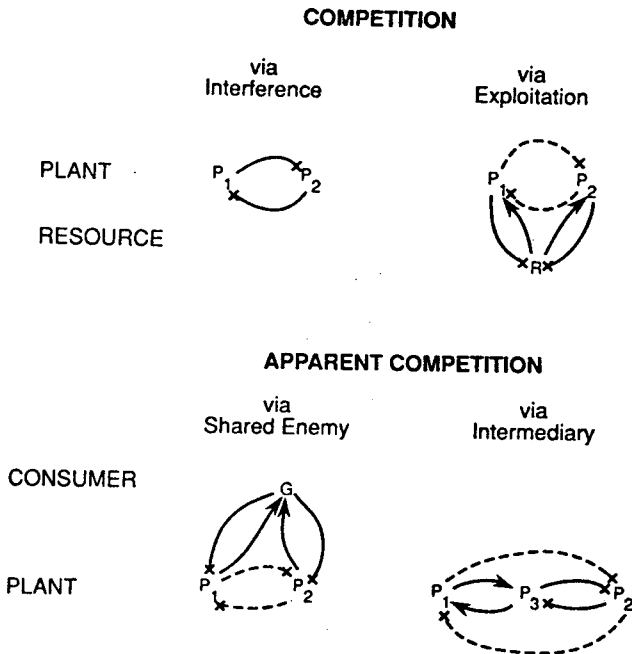 COMPETITION
via
Interference
via
Exploitation
PLANT
P1
P2
P1
P2
RESOURCE
R
APPARENT COMPETITION
via
Shared Enemy
via
Intermediary
CONSUMER
G
PLANT
P1
P2
P1
P3
P2